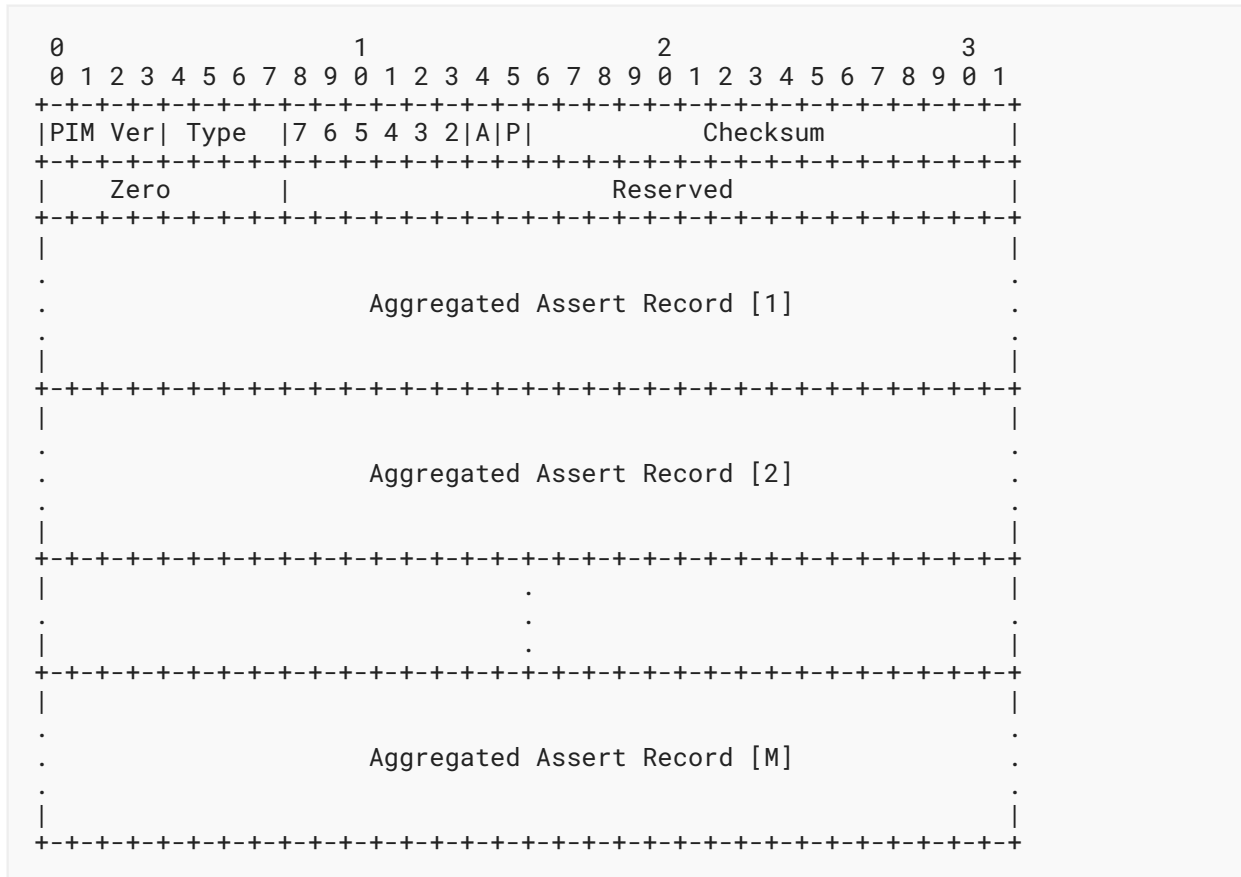 0                   1                   2                   3
 0 1 2 3 4 5 6 7 8 9 0 1 2 3 4 5 6 7 8 9 0 1 2 3 4 5 6 7 8 9 0 1
+-+-+-+-+-+-+-+-+-+-+-+-+-+-+-+-+-+-+-+-+-+-+-+-+-+-+-+-+-+-+-+-+
|PIM Ver| Type  |7 6 5 4 3 2|A|P|           Checksum            |
+-+-+-+-+-+-+-+-+-+-+-+-+-+-+-+-+-+-+-+-+-+-+-+-+-+-+-+-+-+-+-+-+
|    Zero       |                     Reserved                  |
+-+-+-+-+-+-+-+-+-+-+-+-+-+-+-+-+-+-+-+-+-+-+-+-+-+-+-+-+-+-+-+-+
|                                                               |
.                                                               .
.                     Aggregated Assert Record [1]              .
.                                                               .
|                                                               |
+-+-+-+-+-+-+-+-+-+-+-+-+-+-+-+-+-+-+-+-+-+-+-+-+-+-+-+-+-+-+-+-+
|                                                               |
.                                                               .
.                     Aggregated Assert Record [2]              .
.                                                               .
|                                                               |
+-+-+-+-+-+-+-+-+-+-+-+-+-+-+-+-+-+-+-+-+-+-+-+-+-+-+-+-+-+-+-+-+
|                               .                               |
.                               .                               .
|                               .                               |
+-+-+-+-+-+-+-+-+-+-+-+-+-+-+-+-+-+-+-+-+-+-+-+-+-+-+-+-+-+-+-+-+
|                                                               |
.                                                               .
.                     Aggregated Assert Record [M]              .
.                                                               .
|                                                               |
+-+-+-+-+-+-+-+-+-+-+-+-+-+-+-+-+-+-+-+-+-+-+-+-+-+-+-+-+-+-+-+-+